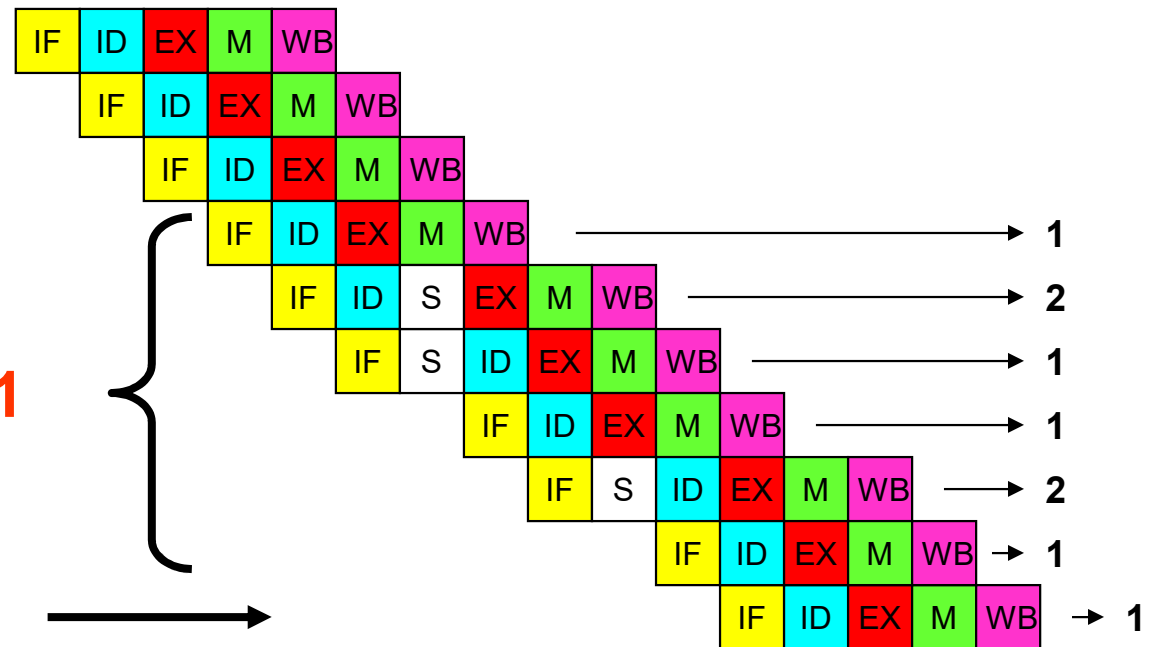 IF ID EX M WB
IF ID EX M WB
IF ID EX M WB
IF ID EX M WB 1
IF ID S EX M WB 2
IF S ID EX M WB 1
1
IF ID EX M WB 1
IF S ID EX M WB 2
IF ID EX M WB 1
IF ID EX M WB 1